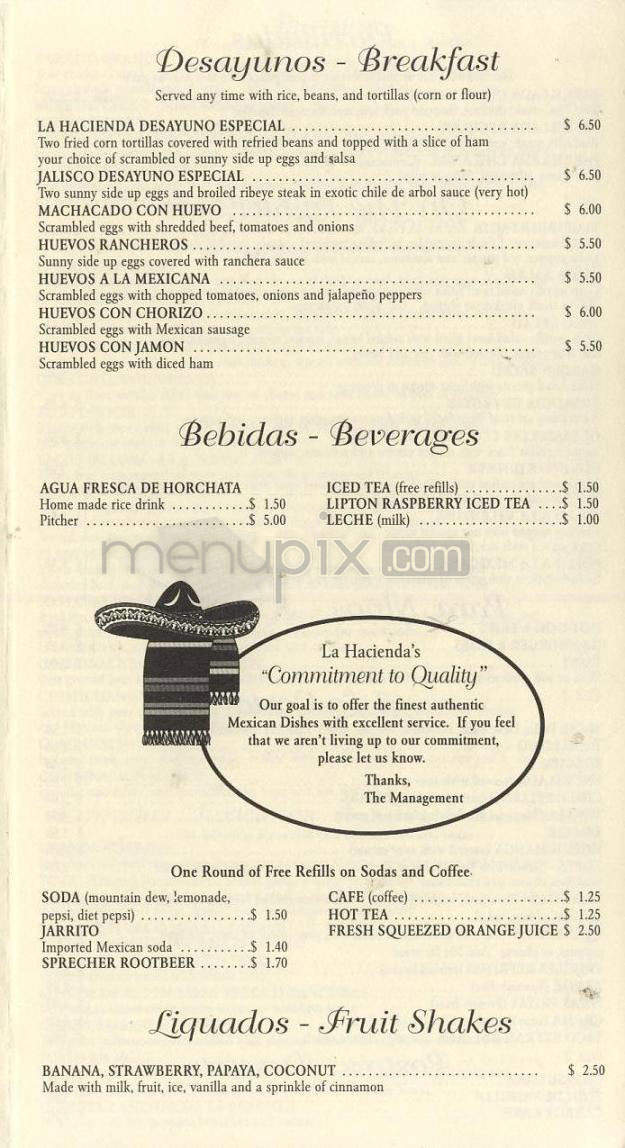 Desayunos - Breakfast
Served any time with rice, beans, and tortillas (corn or flour)
LA HACIENDA DESAYUNO ESPECIAL .................................... $ 6.50
Two fried corn tortillas covered with refried beans and topped with a slice of ham
your choice of scrambled or sunny side up eggs and salsa
JALISCO DESAYUNO ESPECIAL .......................................... $ 6.50
Two sunny side up eggs and broiled ribeye steak in exotic chile de arbol sauce (very hot)
MACHACADO CON HUEVO ............................................. $ 6.00
Scrambled eggs with shredded beef, tomatoes and onions
HUEVOS RANCHEROS ................................................... $ 5.50
Sunny side up eggs covered with ranchera sauce
HUEVOS A LA MEXICANA ............................................... $ 5.50
Scrambled eggs with chopped tomatoes, onions and jalapeño peppers
HUEVOS CON CHORIZO ................................................. $ 6.00
Scrambled eggs with Mexican sausage
HUEVOS CON JAMON ................................................... $ 5.50
Scrambled eggs with diced ham
Bebidas - Beverages
AGUA FRESCA DE HORCHATA
Home made rice drink ...........$ 1.50
Pitcher ........................$ 5.00
ICED TEA (free refills) ..............$ 1.50
LIPTON RASPBERRY ICED TEA ....$ 1.50
LECHE (milk) .....................$ 1.00
menupix.com
La Hacienda's
"Commitment to Quality"
Our goal is to offer the finest authentic
Mexican Dishes with excellent service. If you feel
that we aren't living up to our commitment,
please let us know.
Thanks,
The Management
One Round of Free Refills on Sodas and Coffee.
SODA (mountain dew, lemonade,
pepsi, diet pepsi) ................$ 1.50
JARRITO
Imported Mexican soda ..........$ 1.40
SPRECHER ROOTBEER .......$ 1.70
CAFE (coffee) ......................$ 1.25
HOT TEA .........................$ 1.25
FRESH SQUEEZED ORANGE JUICE $ 2.50
Liquados - Fruit Shakes
BANANA, STRAWBERRY, PAPAYA, COCONUT ............................. $ 2.50
Made with milk, fruit, ice, vanilla and a sprinkle of cinnamon